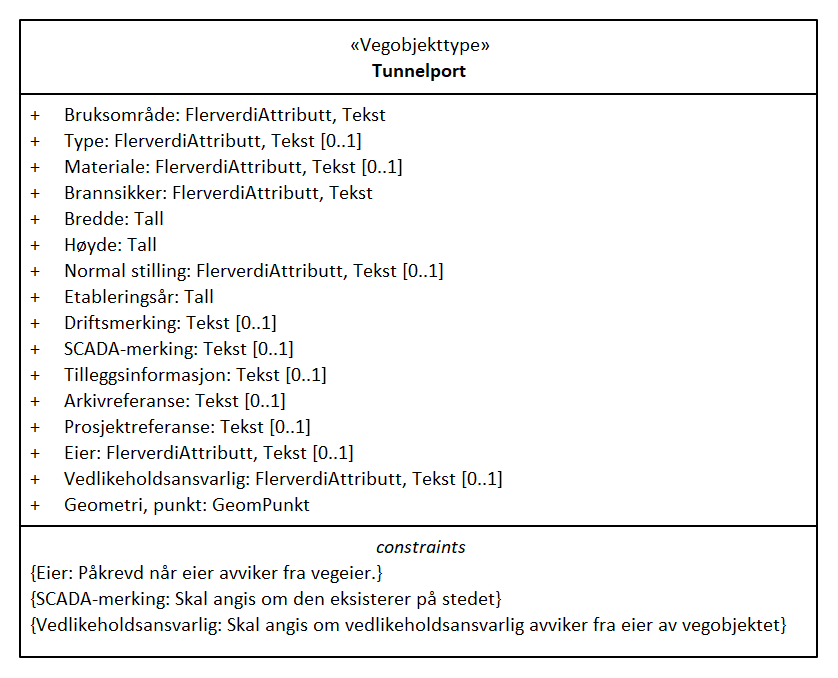 «Vegobjekttype»
Tunnelport
+ Bruksområde: FlerverdiAttributt, Tekst
+ Type: FlerverdiAttributt, Tekst [0..1]
+ Materiale: FlerverdiAttributt, Tekst [0..1]
+ Brannsikker: FlerverdiAttributt, Tekst
+ Bredde: Tall
+ Høyde: Tall
+ Normal stilling: FlerverdiAttributt, Tekst [0..1]
+ Etableringsår: Tall
+ Driftsmerking: Tekst [0..1]
+ SCADA-merking: Tekst [0..1]
+ Tilleggsinformasjon: Tekst [0..1]
+ Arkivreferanse: Tekst [0..1]
+ Prosjektreferanse: Tekst [0..1]
+ Eier: FlerverdiAttributt, Tekst [0..1]
+ Vedlikeholdsansvarlig: FlerverdiAttributt, Tekst [0..1]
+ Geometri, punkt: GeomPunkt
constraints
{Eier: Påkrevd når eier avviker fra vegeier.}
{SCADA-merking: Skal angis om den eksisterer på stedet}
{Vedlikeholdsansvarlig: Skal angis om vedlikeholdsansvarlig avviker fra eier av vegobjektet}